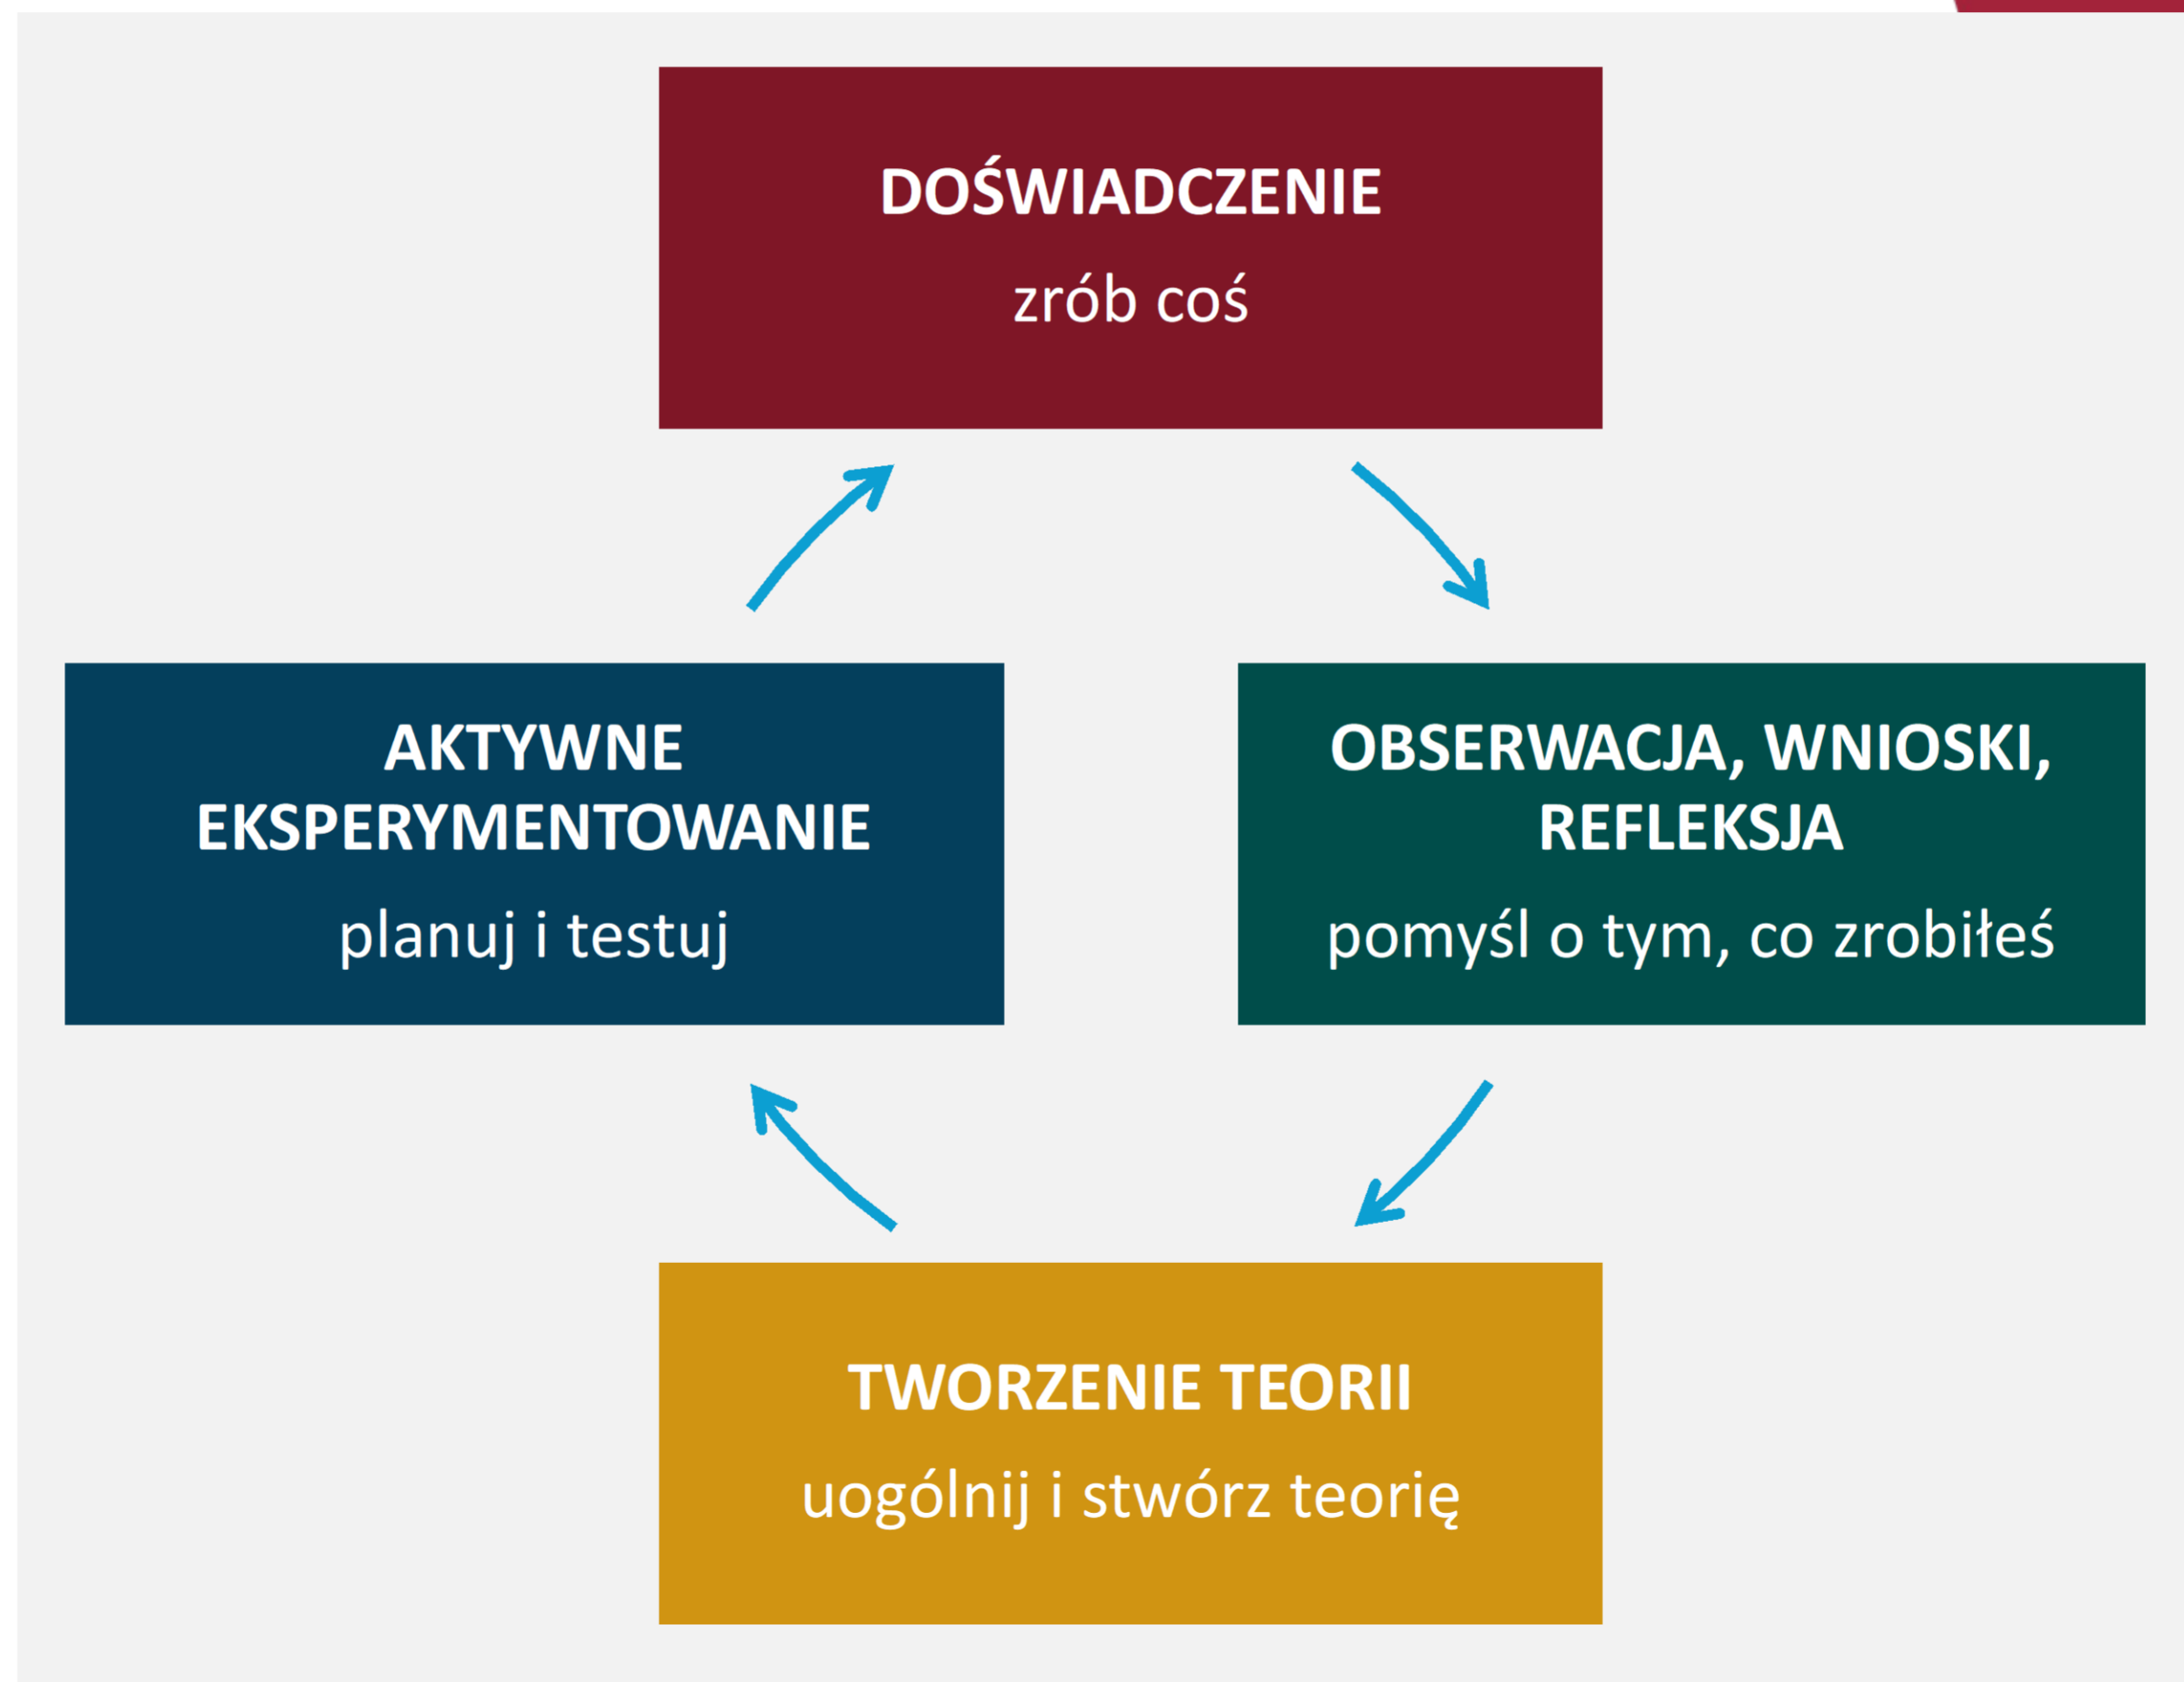 DOŚWIADCZENIE
zrób coś
AKTYWNE
EKSPERYMENTOWANIE
planuj i testuj
OBSERWACJA, WNIOSKI,
REFLEKSJA
pomyśl o tym, co zrobiłeś
TWORZENIE TEORII
uogólnij i stwórz teorię